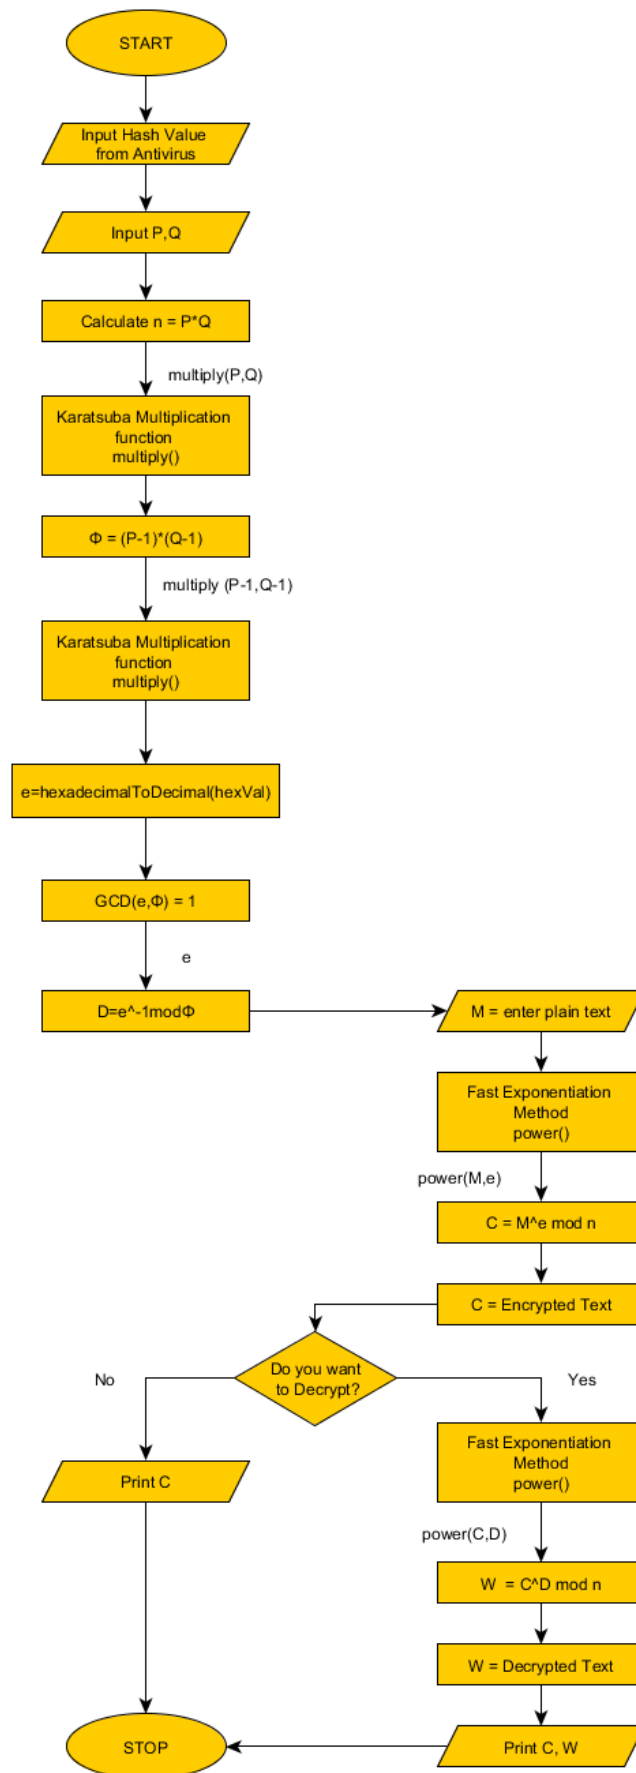 START
Input Hash Value
from Antivirus
Input P,Q
Calculate n = P*Q
multiply(P,Q)
Karatsuba Multiplication
function
multiply()
Φ = (P-1)*(Q-1)
multiply (P-1,Q-1)
Karatsuba Multiplication
function
multiply()
e=hexadecimalToDecimal(hexVal)
GCD(e,Φ) = 1
e
D=e^-1modΦ
M = enter plain text
Fast Exponentiation
Method
power()
power(M,e)
C = M^e mod n
C = Encrypted Text
Do you want
to Decrypt?
No
Yes
Print C
Fast Exponentiation
Method
power()
power(C,D)
W = C^D mod n
W = Decrypted Text
Print C, W
STOP